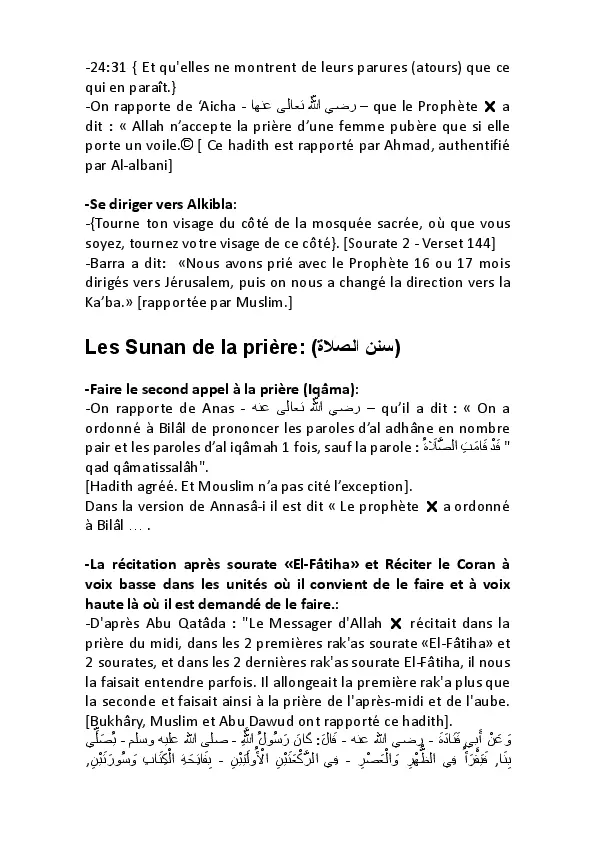 -24:31 { Et qu'elles ne montrent de leurs parures (atours) que ce
qui en paraît.}
-On rapporte de ‘Aicha - رضي الله تعالى عنها – que le Prophète ✖ a
dit : « Allah n’accepte la prière d’une femme pubère que si elle
porte un voile.© [ Ce hadith est rapporté par Ahmad, authentifié
par Al-albani]
-Se diriger vers Alkibla:
-{Tourne ton visage du côté de la mosquée sacrée, où que vous
soyez, tournez votre visage de ce côté}. [Sourate 2 - Verset 144]
-Barra a dit: «Nous avons prié avec le Prophète 16 ou 17 mois
dirigés vers Jérusalem, puis on nous a changé la direction vers la
Ka’ba.» [rapportée par Muslim.]
Les Sunan de la prière: (سنن الصلاة)
-Faire le second appel à la prière (Iqâma):
-On rapporte de Anas - رضي الله تعالى عنه – qu’il a dit : « On a
ordonné à Bilâl de prononcer les paroles d’al adhâne en nombre
pair et les paroles d’al iqâmah 1 fois, sauf la parole : قَدْ قَامَتِ الصَّلَاةُ "
qad qâmatissalâh".
[Hadith agréé. Et Mouslim n’a pas cité l’exception].
Dans la version de Annasâ-i il est dit « Le prophète ✖ a ordonné
à Bilâl … .
-La récitation après sourate «El-Fâtiha» et Réciter le Coran à
voix basse dans les unités où il convient de le faire et à voix
haute là où il est demandé de le faire.:
-D'après Abu Qatâda : "Le Messager d'Allah ✖ récitait dans la
prière du midi, dans les 2 premières rak'as sourate «El-Fâtiha» et
2 sourates, et dans les 2 dernières rak'as sourate El-Fâtiha, il nous
la faisait entendre parfois. Il allongeait la première rak'a plus que
la seconde et faisait ainsi à la prière de l'après-midi et de l'aube.
[Bukhâry, Muslim et Abu Dawud ont rapporté ce hadith].
وَعَنْ أَبِي قَتَادَةَ - رضي الله عنه - قَالَ: كَانَ رَسُولُ اللَّهِ - صلى الله عليه وسلم - يُصَلِّي
بِنَا, فَيَقْرَأُ فِي الظُّهْرِ وَالْعَصْرِ - فِي الرَّكْعَتَيْنِ الْأُولَيَيْنِ - بِفَاتِحَةِ الْكِتَابِ وَسُورَتَيْنِ,